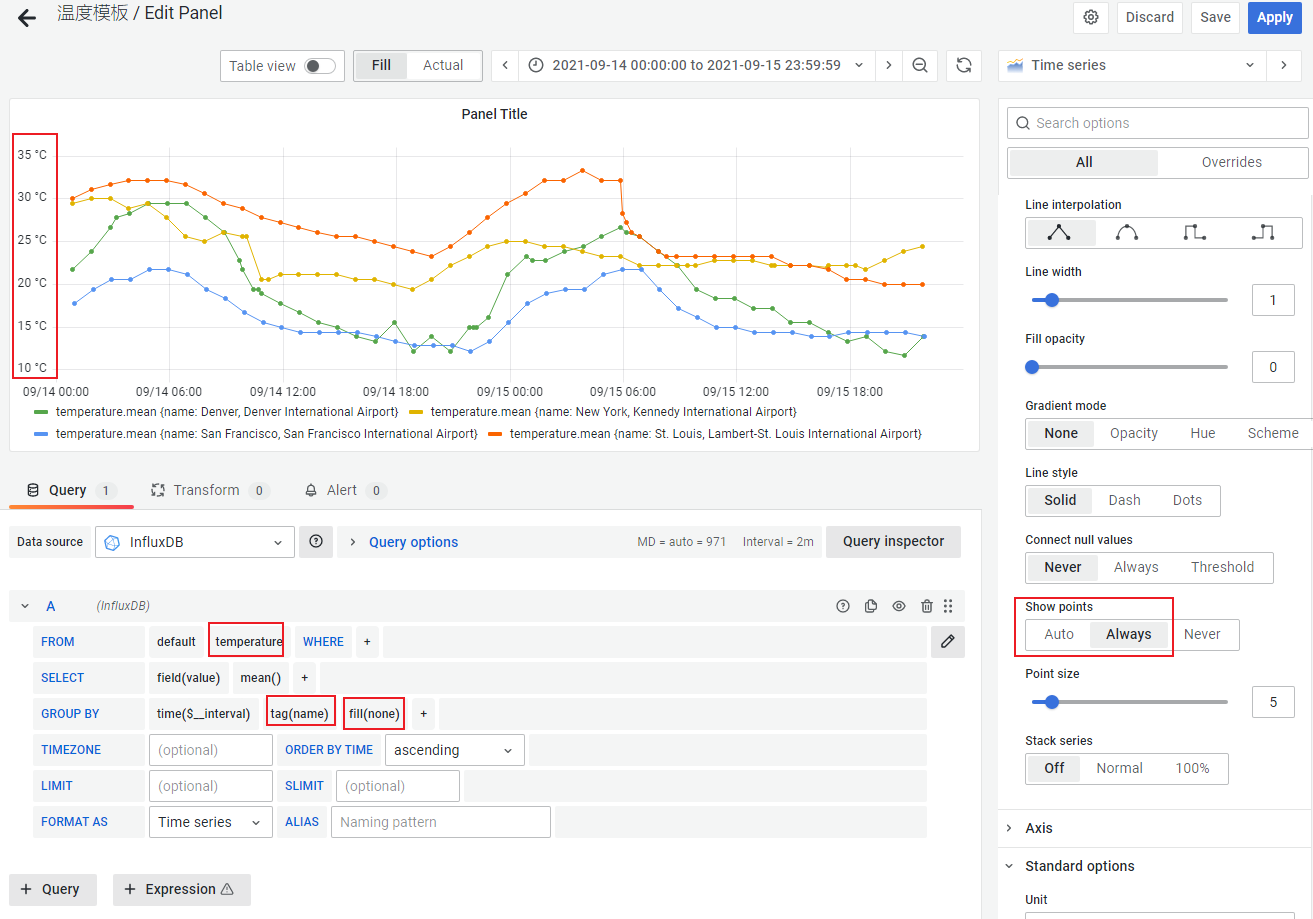 温度模板 / Edit Panel
Discard Save Apply
Table view Fill Actual 2021-09-14 00:00:00 to 2021-09-15 23:59:59 Time series
Panel Title
35 °C
30 °C
25 °C
20 °C
15 °C
10 °C
09/14 00:00 09/14 06:00 09/14 12:00 09/14 18:00 09/15 00:00 09/15 06:00 09/15 12:00 09/15 18:00
temperature.mean {name: Denver, Denver International Airport} temperature.mean {name: New York, Kennedy International Airport}
temperature.mean {name: San Francisco, San Francisco International Airport} temperature.mean {name: St. Louis, Lambert-St. Louis International Airport}
Query 1 Transform 0 Alert 0
Data source InfluxDB Query options MD = auto = 971 Interval = 2m Query inspector
A (InfluxDB)
FROM default temperature WHERE +
SELECT field(value) mean() +
GROUP BY time($__interval) tag(name) fill(none) +
TIMEZONE (optional) ORDER BY TIME ascending
LIMIT (optional) SLIMIT (optional)
FORMAT AS Time series ALIAS Naming pattern
+ Query + Expression
Search options
All Overrides
Line interpolation
Line width
1
Fill opacity
0
Gradient mode
None Opacity Hue Scheme
Line style
Solid Dash Dots
Connect null values
Never Always Threshold
Show points
Auto Always Never
Point size
5
Stack series
Off Normal 100%
Axis
Standard options
Unit